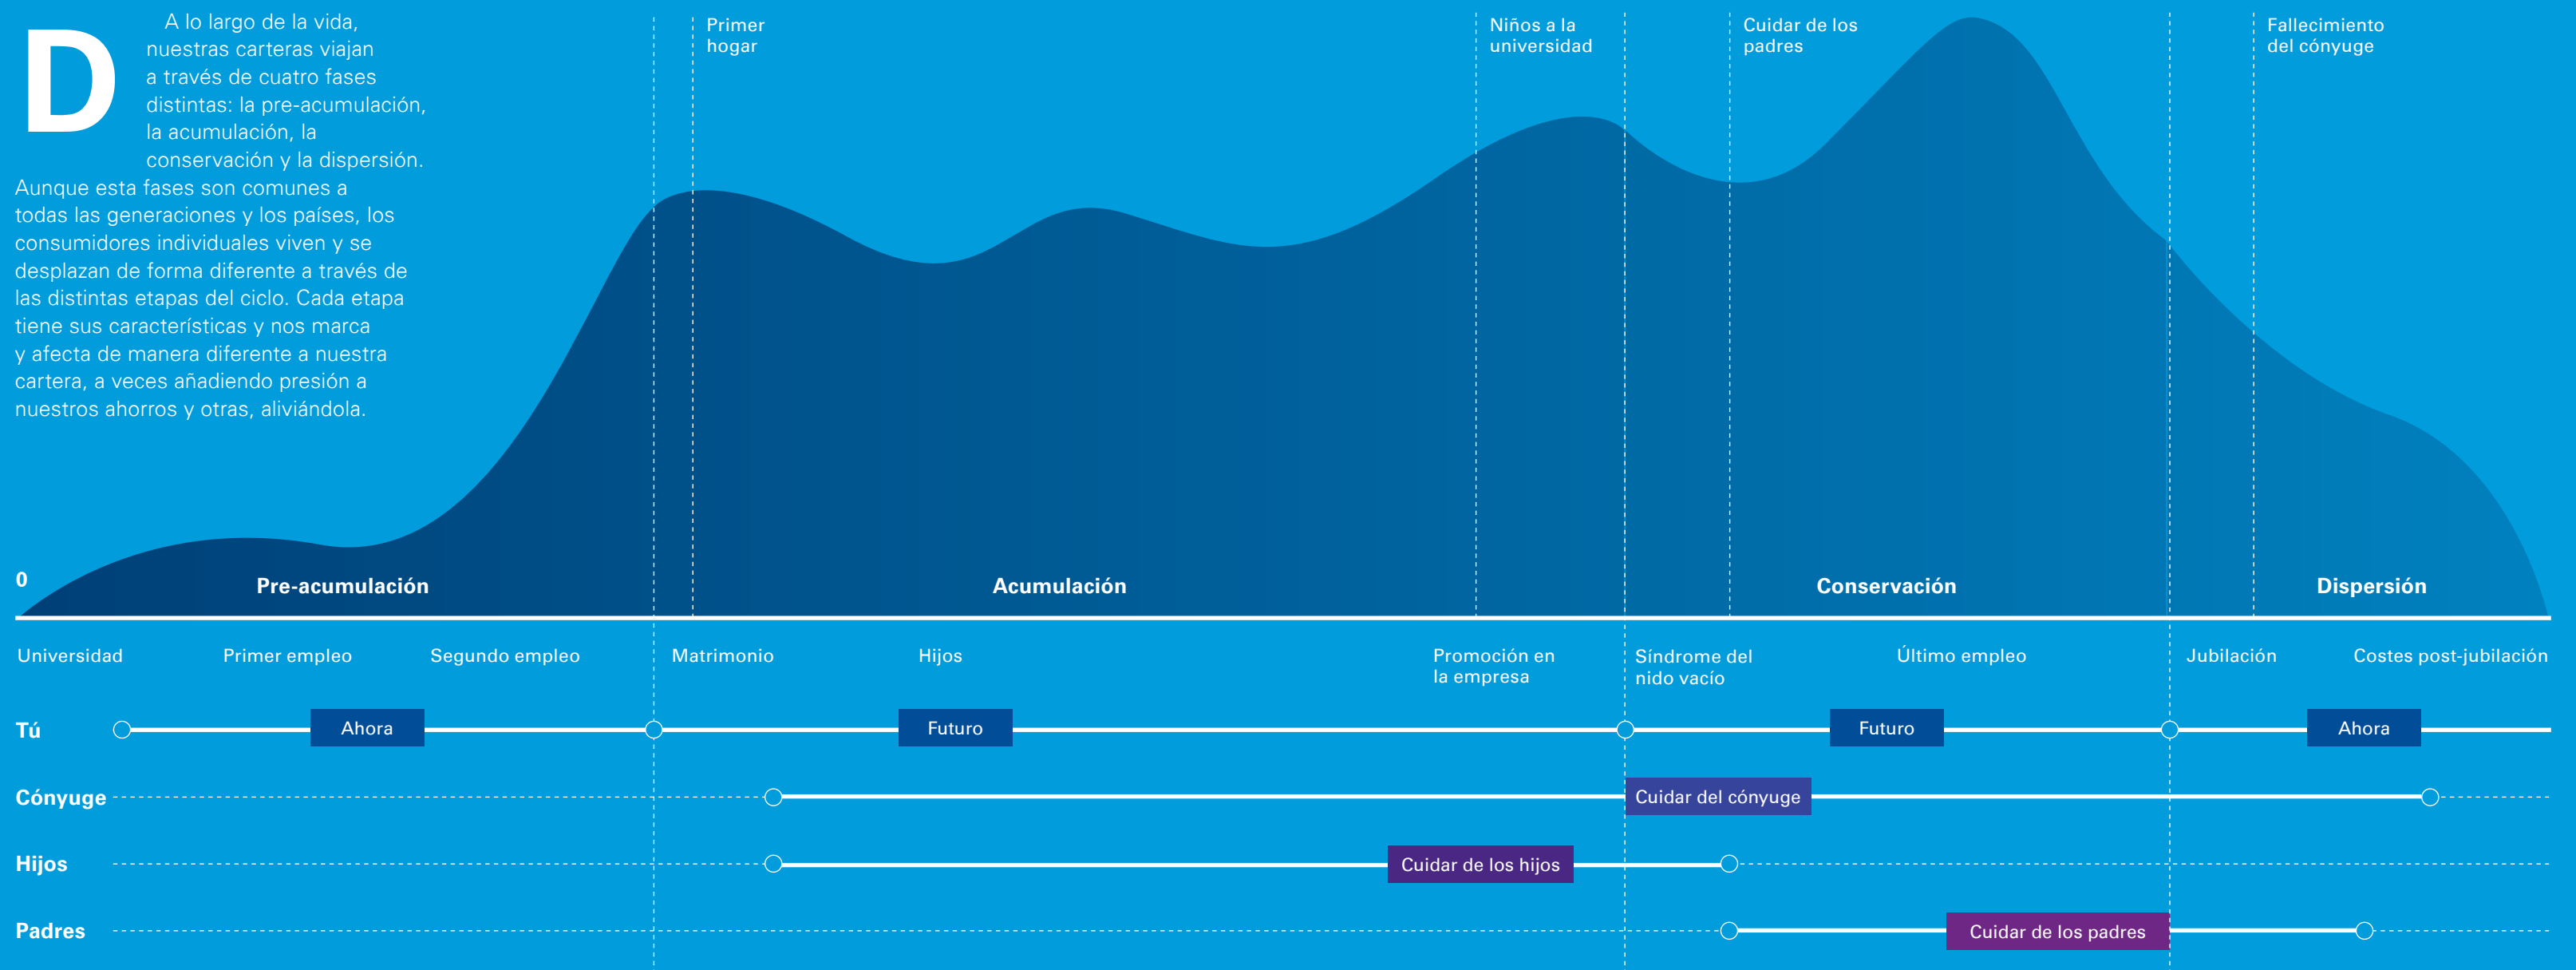 D
A lo largo de la vida,
nuestras carteras viajan
a través de cuatro fases
distintas: la pre-acumulación,
la acumulación, la
conservación y la dispersión.
Aunque esta fases son comunes a
todas las generaciones y los países, los
consumidores individuales viven y se
desplazan de forma diferente a través de
las distintas etapas del ciclo. Cada etapa
tiene sus características y nos marca
y afecta de manera diferente a nuestra
cartera, a veces añadiendo presión a
nuestros ahorros y otras, aliviándola.
Primer
hogar
Niños a la
universidad
Cuidar de los
padres
Fallecimiento
del cónyuge
0
Pre-acumulación
Acumulación
Conservación
Dispersión
Universidad
Primer empleo
Segundo empleo
Matrimonio
Hijos
Promoción en
la empresa
Síndrome del
nido vacío
Último empleo
Jubilación
Costes post-jubilación
Tú
Ahora
Futuro
Futuro
Ahora
Cónyuge
Cuidar del cónyuge
Hijos
Cuidar de los hijos
Padres
Cuidar de los padres